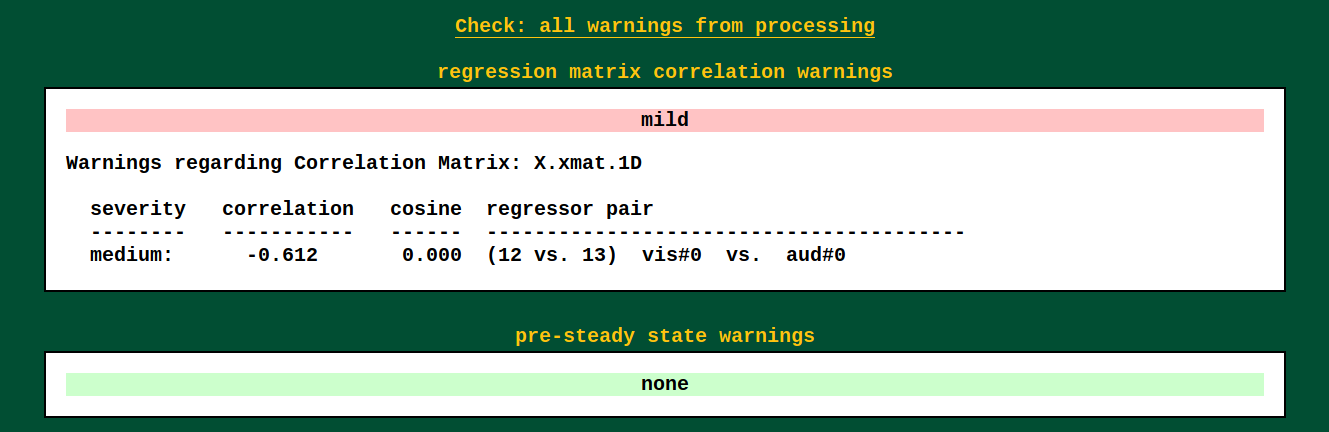 Check: all warnings from processing
regression matrix correlation warnings
mild
Warnings regarding Correlation Matrix: X.xmat.1D
severity   correlation   cosine  regressor pair
--------   -----------   ------  ----------------------------------------
medium:      -0.612       0.000  (12 vs. 13)  vis#0  vs.  aud#0
pre-steady state warnings
none